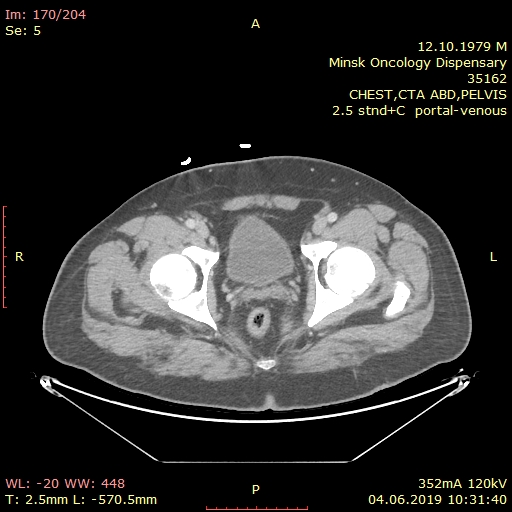 Im: 170/204
Se: 5
A
12.10.1979 M
Minsk Oncology Dispensary
35162
CHEST,CTA ABD,PELVIS
2.5 stnd+C portal-venous
R
L
WL: -20 WW: 448
T: 2.5mm L: -570.5mm
P
352mA 120kV
04.06.2019 10:31:40